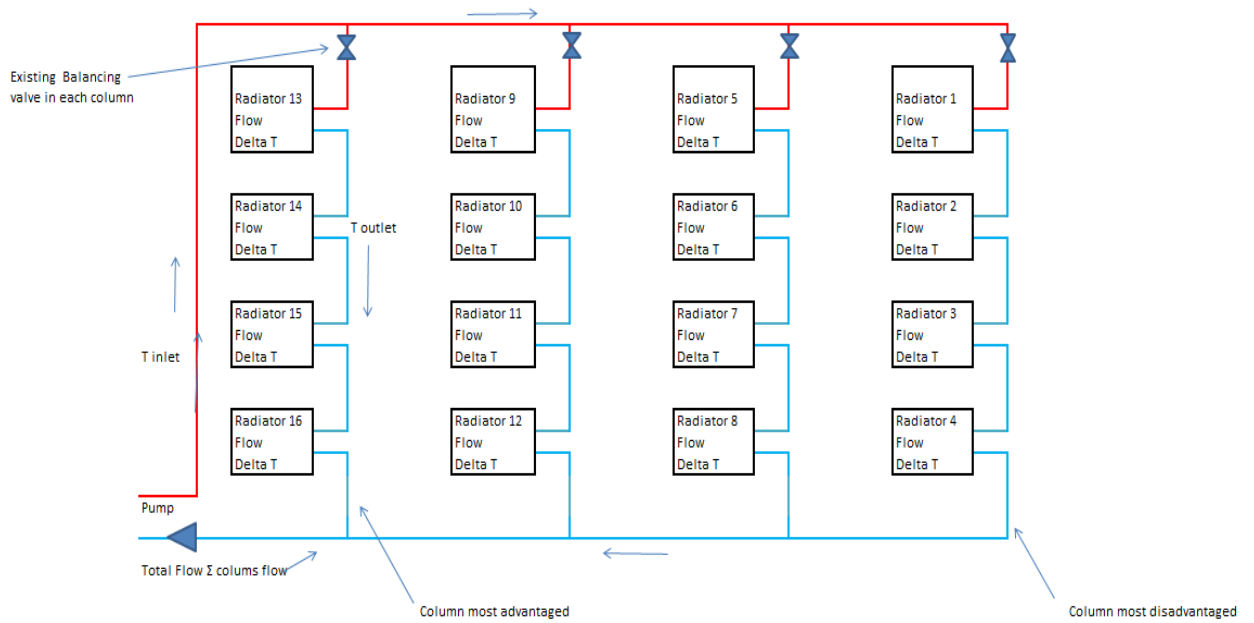 Existing Balancing
valve in each column
Radiator 13
Flow
Delta T
Radiator 9
Flow
Delta T
Radiator 5
Flow
Delta T
Radiator 1
Flow
Delta T
Radiator 14
Flow
Delta T
T outlet
Radiator 10
Flow
Delta T
Radiator 6
Flow
Delta T
Radiator 2
Flow
Delta T
T inlet
Radiator 15
Flow
Delta T
Radiator 11
Flow
Delta T
Radiator 7
Flow
Delta T
Radiator 3
Flow
Delta T
Radiator 16
Flow
Delta T
Radiator 12
Flow
Delta T
Radiator 8
Flow
Delta T
Radiator 4
Flow
Delta T
Pump
Total Flow Σ colums flow
Column most advantaged
Column most disadvantaged